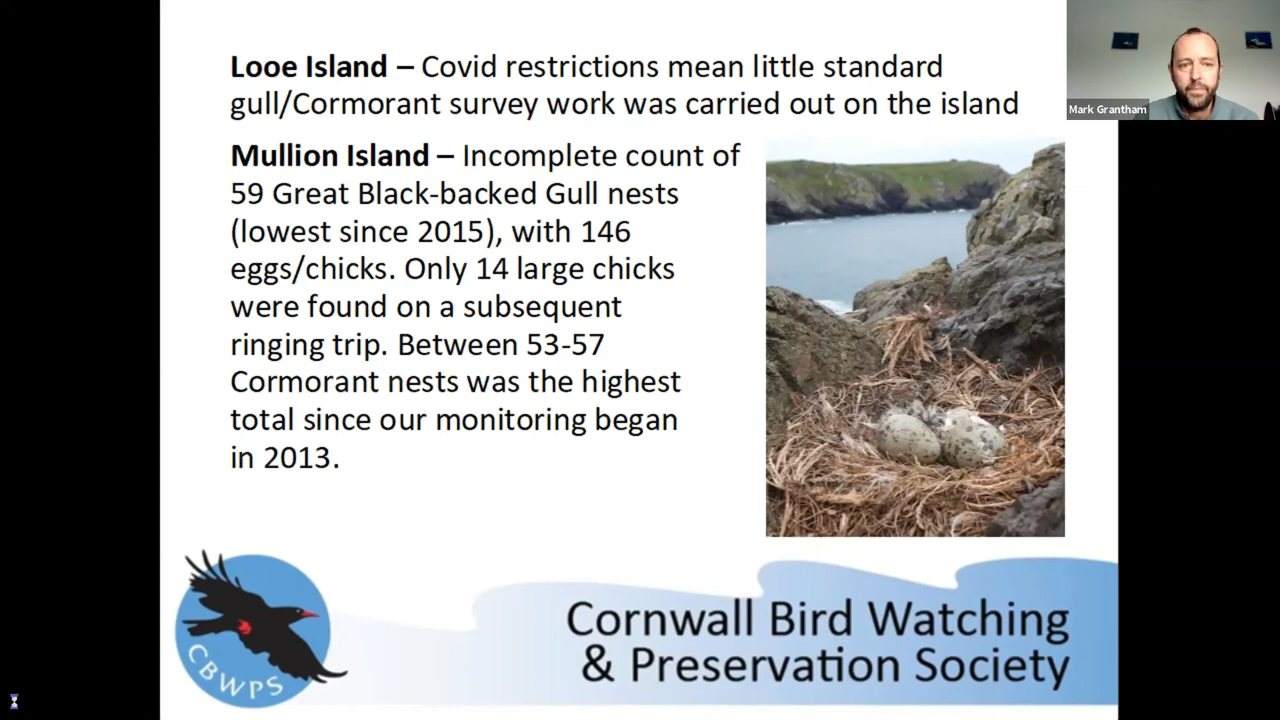 Looe Island – Covid restrictions mean little standard
gull/Cormorant survey work was carried out on the island
Mullion Island – Incomplete count of
59 Great Black-backed Gull nests
(lowest since 2015), with 146
eggs/chicks. Only 14 large chicks
were found on a subsequent
ringing trip. Between 53-57
Cormorant nests was the highest
total since our monitoring began
in 2013.
Mark Grantham
CBWPS
Cornwall Bird Watching
& Preservation Society